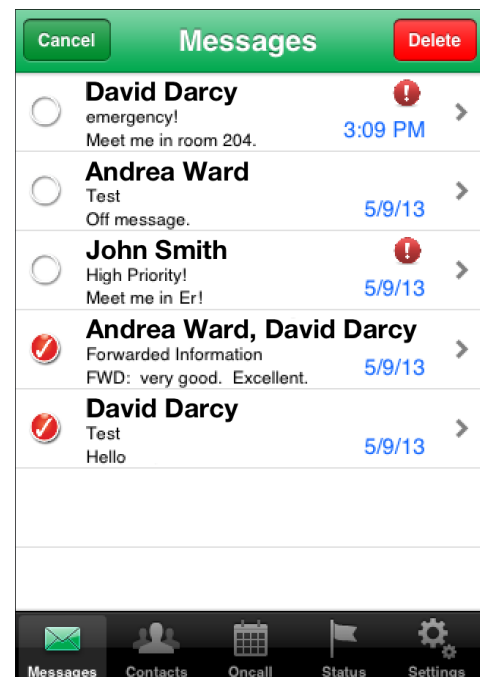 Cancel Messages Delete
David Darcy
emergency!
Meet me in room 204.
3:09 PM
Andrea Ward
Test
Off message.
5/9/13
John Smith
High Priority!
Meet me in Er!
5/9/13
Andrea Ward, David Darcy
Forwarded Information
FWD: very good. Excellent.
5/9/13
David Darcy
Test
Hello
5/9/13
Messages Contacts Oncall Status Settings